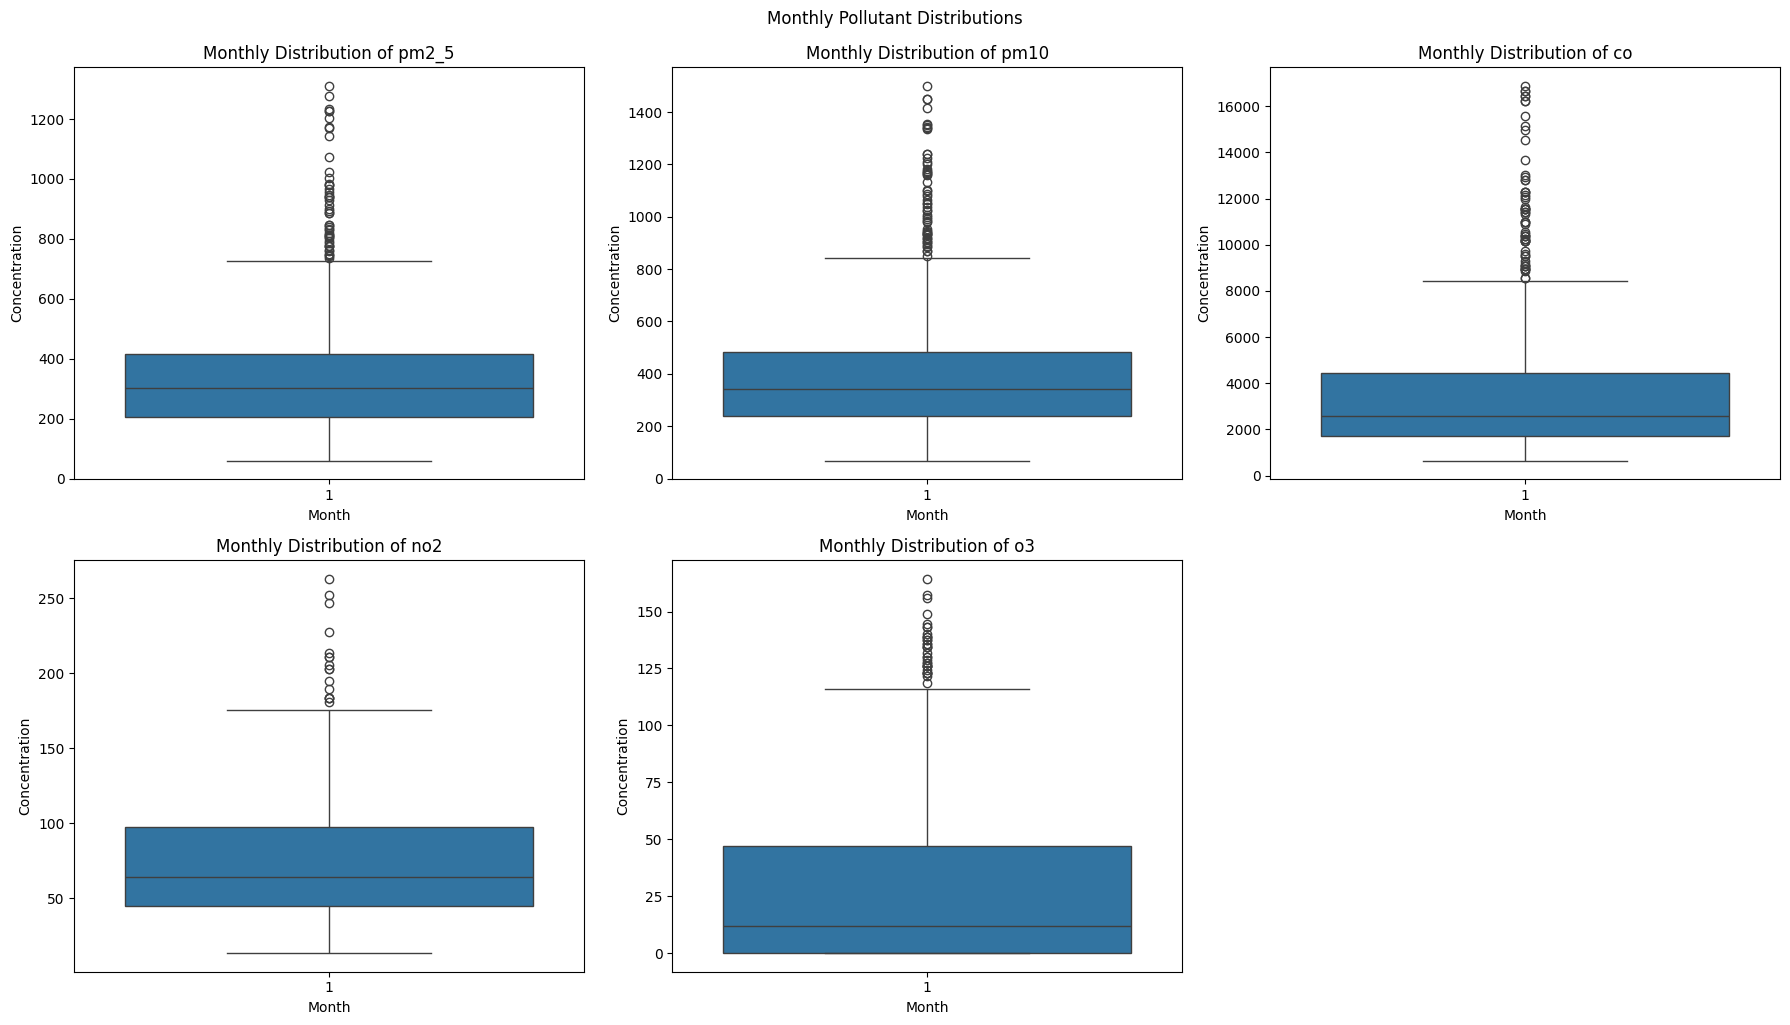 Monthly Pollutant Distributions
Monthly Distribution of pm2_5
Concentration
1200
1000
800
600
400
200
0
1
Month
Monthly Distribution of pm10
Concentration
1400
1200
1000
800
600
400
200
0
1
Month
Monthly Distribution of co
Concentration
16000
14000
12000
10000
8000
6000
4000
2000
0
1
Month
Monthly Distribution of no2
Concentration
250
200
150
100
50
1
Month
Monthly Distribution of o3
Concentration
150
125
100
75
50
25
0
1
Month